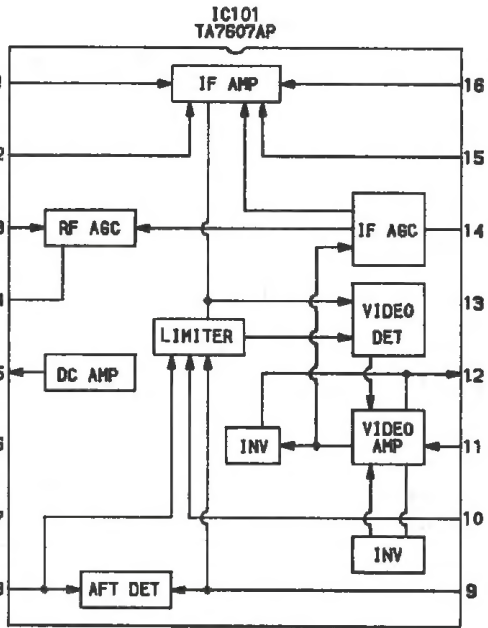 IC101
TA7607AP
IF AMP
16
15
RF AGC
IF AGC
14
13
VIDEO
DET
LIMITER
DC AMP
12
VIDEO
AMP
INV
11
10
INV
AFT DET
9